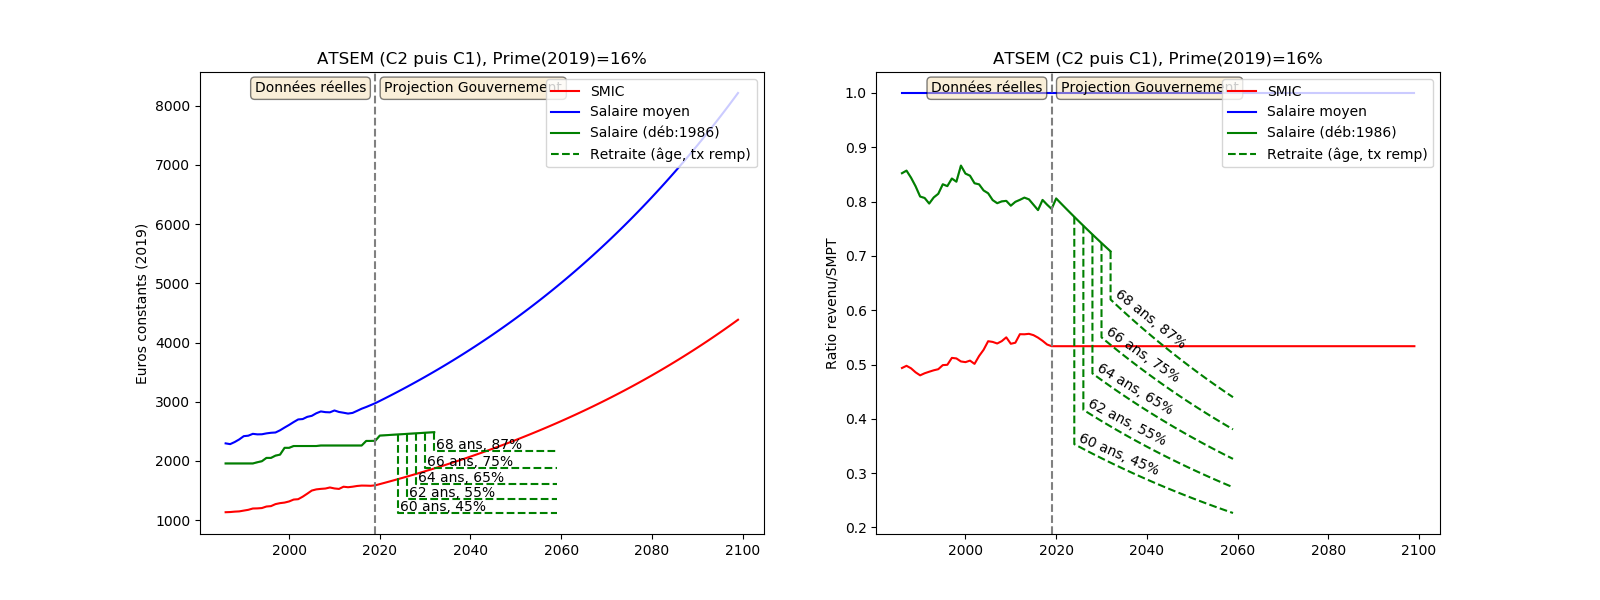 ATSEM (C2 puis C1), Prime(2019)=16%
Données réelles
Projection Gouvernement
SMIC
Salaire moyen
Salaire (déb:1986)
Retraite (âge, tx remp)
Euros constants (2019)
8000
7000
6000
5000
4000
3000
2000
1000
68 ans, 87%
66 ans, 75%
64 ans, 65%
62 ans, 55%
60 ans, 45%
2000 2020 2040 2060 2080 2100
ATSEM (C2 puis C1), Prime(2019)=16%
Données réelles
Projection Gouvernement
SMIC
Salaire moyen
Salaire (déb:1986)
Retraite (âge, tx remp)
Ratio revenu/SMPT
1.0
0.9
0.8
0.7
0.6
0.5
0.4
0.3
0.2
68 ans, 87%
66 ans, 75%
64 ans, 65%
62 ans, 55%
60 ans, 45%
2000 2020 2040 2060 2080 2100